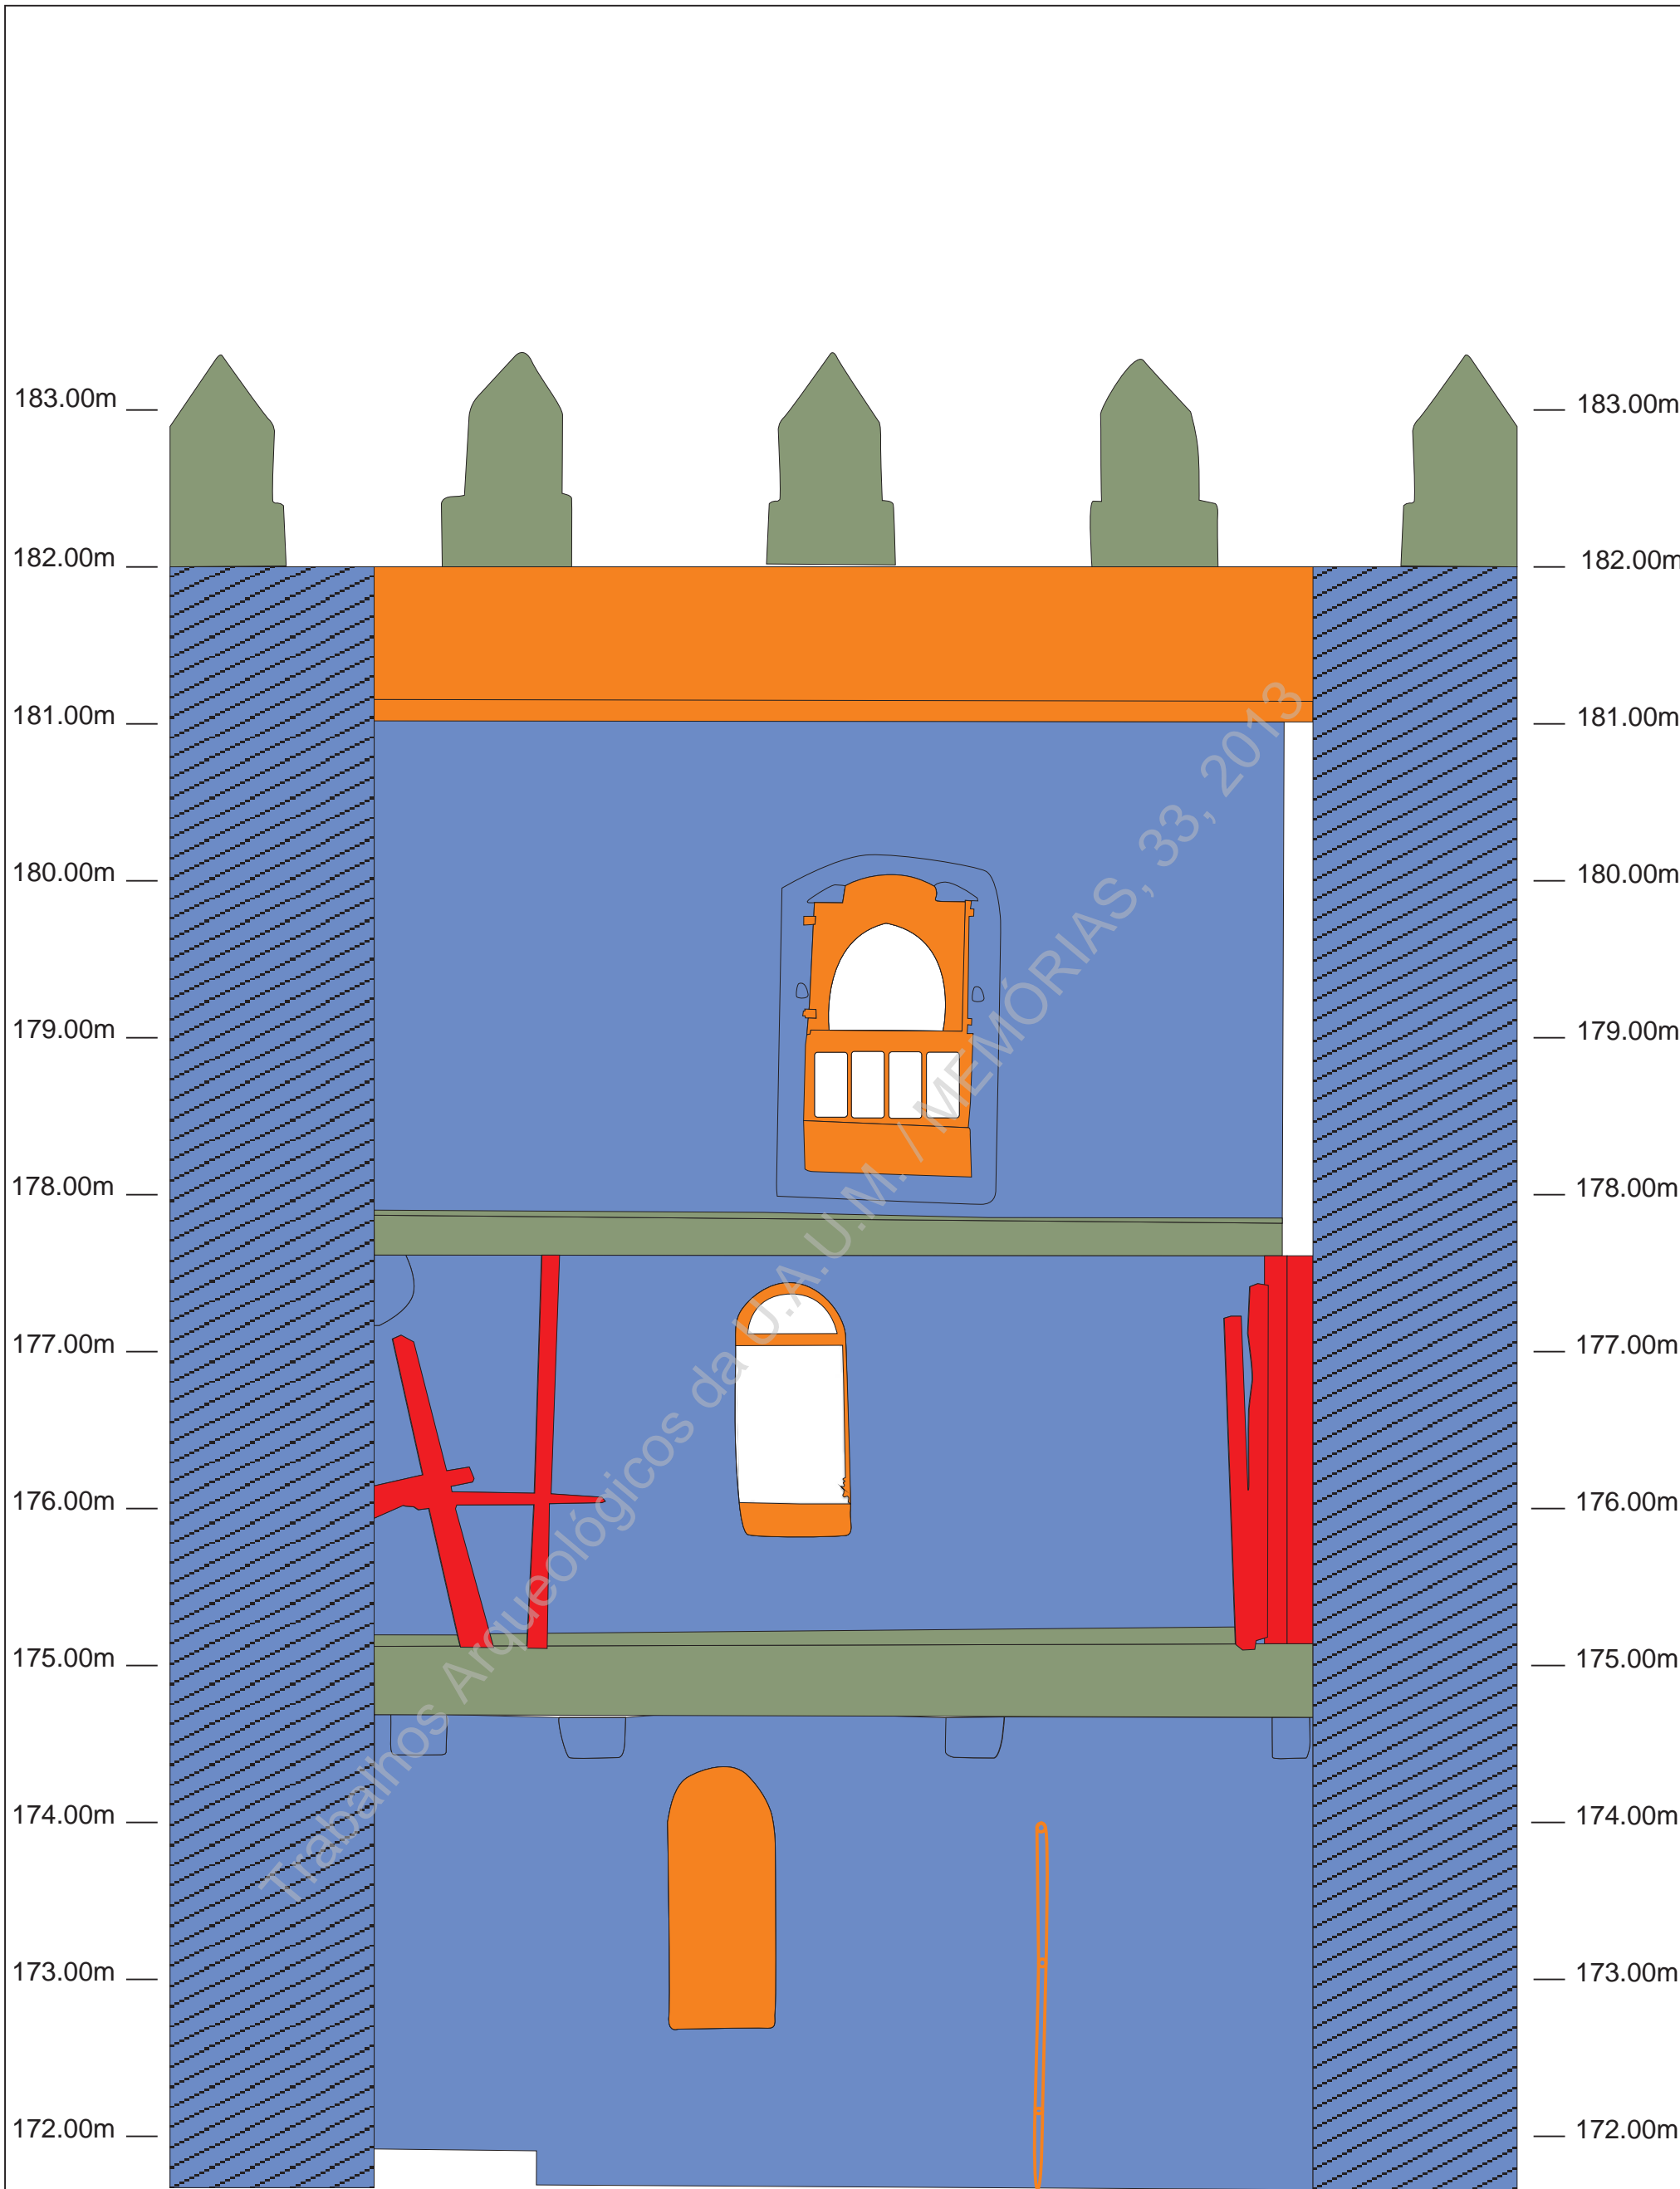 183.00m 183.00m
182.00m 182.00m
181.00m 181.00m
180.00m 180.00m
179.00m 179.00m
178.00m 178.00m
177.00m 177.00m
176.00m 176.00m
175.00m 175.00m
174.00m 174.00m
173.00m 173.00m
172.00m 172.00m
Trabalhos Arqueológicos da U.A.U.M. / MEMÓRIAS, 33, 2013